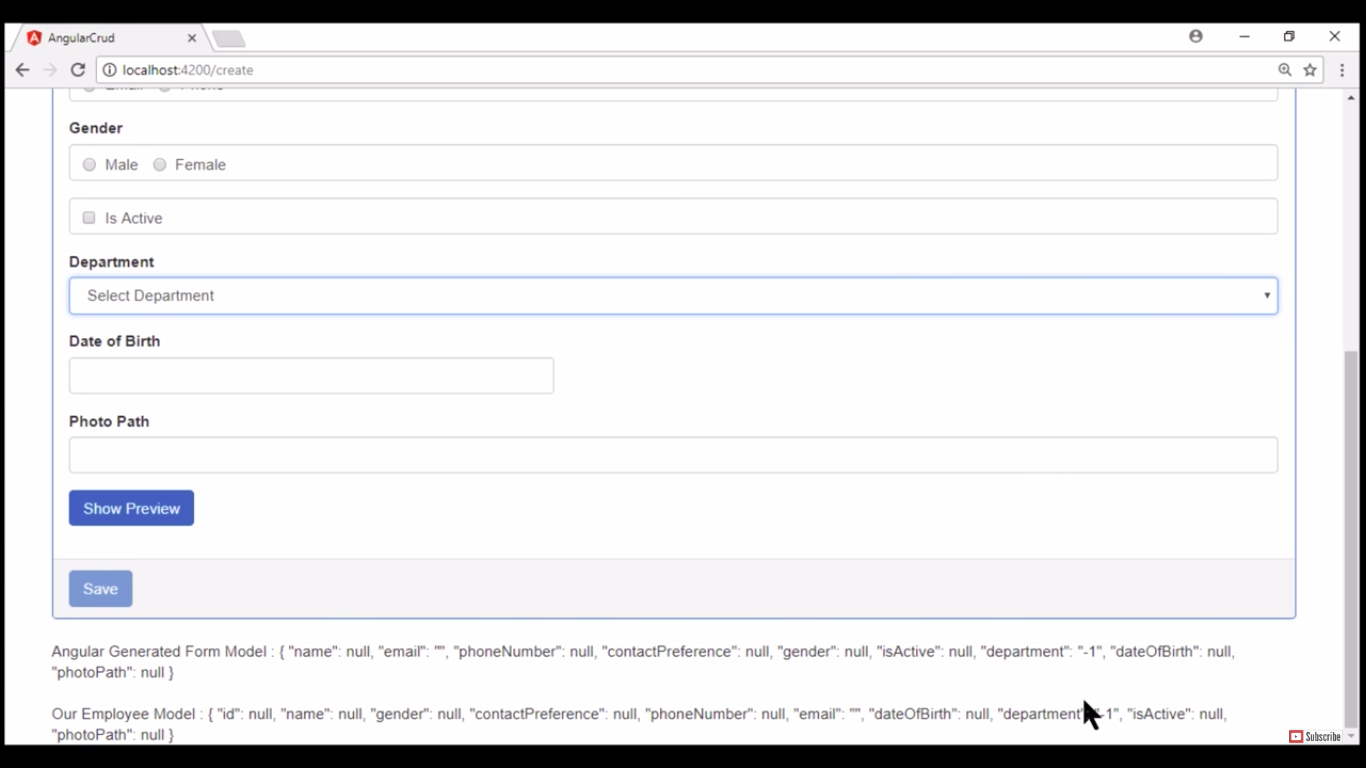 AngularCrud
localhost:4200/create
Email Phone
Gender
Male Female
Is Active
Department
Select Department
Date of Birth
Photo Path
Show Preview
Save
Angular Generated Form Model : { "name": null, "email": "", "phoneNumber": null, "contactPreference": null, "gender": null, "isActive": null, "department": "-1", "dateOfBirth": null,
"photoPath": null }
Our Employee Model : { "id": null, "name": null, "gender": null, "contactPreference": null, "phoneNumber": null, "email": "", "dateOfBirth": null, "department": "-1", "isActive": null,
"photoPath": null }
Subscribe